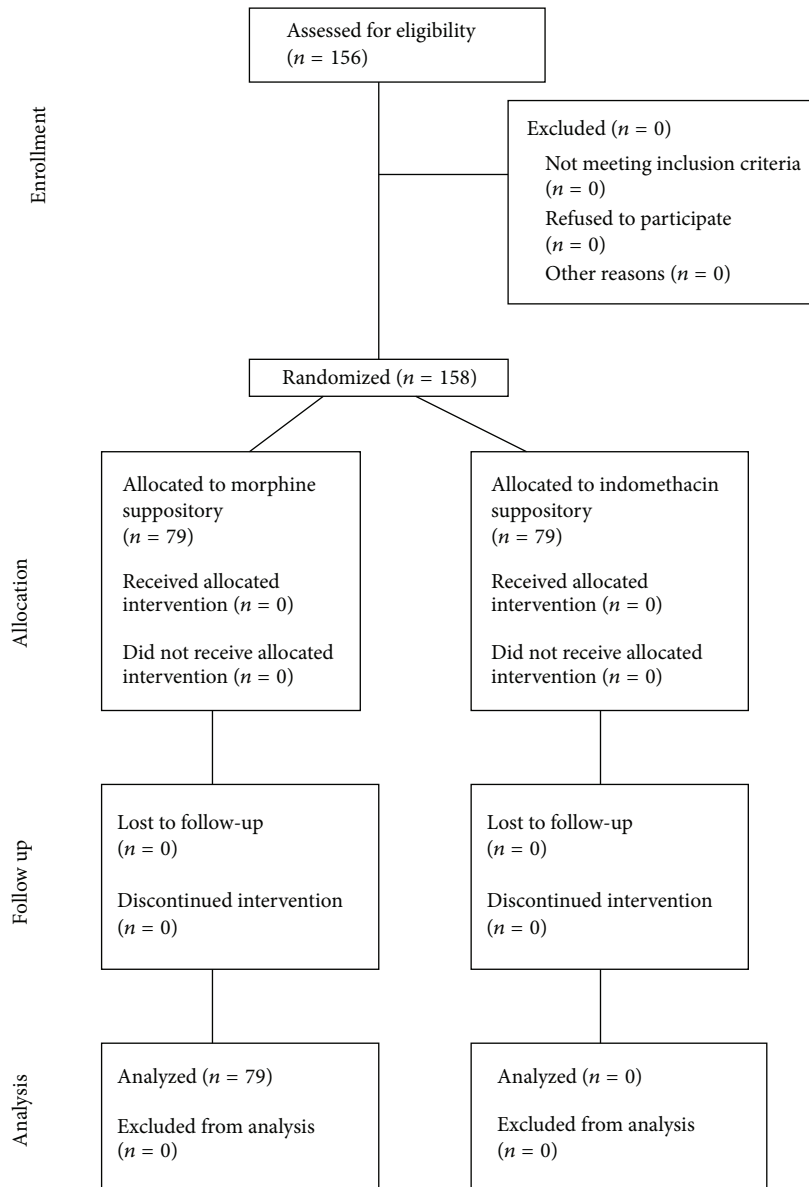 Enrollment
Assessed for eligibility
(n = 156)
Excluded (n = 0)
Not meeting inclusion criteria
(n = 0)
Refused to participate
(n = 0)
Other reasons (n = 0)
Randomized (n = 158)
Allocation
Allocated to morphine
suppository
(n = 79)
Received allocated
intervention (n = 0)
Did not receive allocated
intervention (n = 0)
Allocated to indomethacin
suppository
(n = 79)
Received allocated
intervention (n = 0)
Did not receive allocated
intervention (n = 0)
Follow up
Lost to follow-up
(n = 0)
Discontinued intervention
(n = 0)
Lost to follow-up
(n = 0)
Discontinued intervention
(n = 0)
Analysis
Analyzed (n = 79)
Excluded from analysis
(n = 0)
Analyzed (n = 0)
Excluded from analysis
(n = 0)